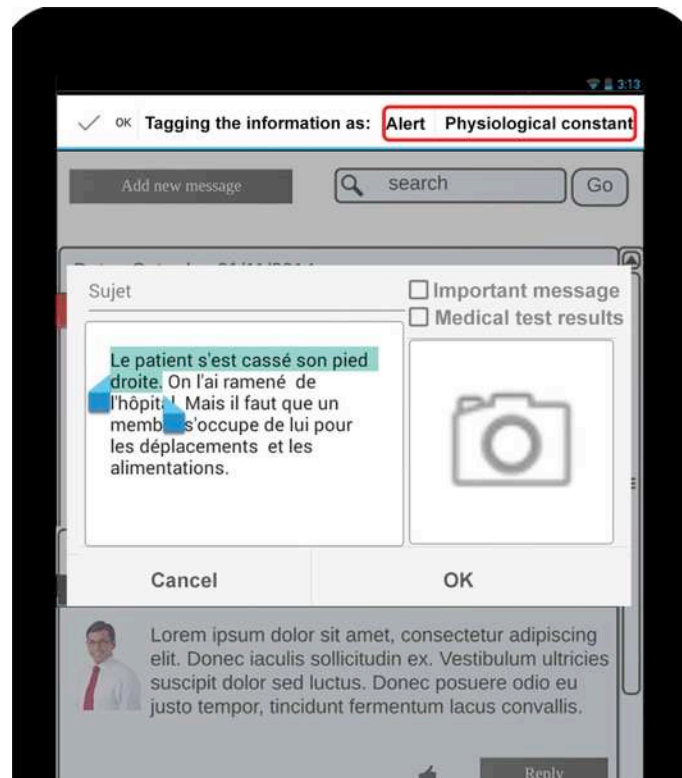 3:13
OK Tagging the information as: Alert Physiological constant
Add new message search Go
Sujet
Important message
Medical test results
Le patient s'est cassé son pied
droite. On l'ai ramené de
l'hôpital. Mais il faut que un
s'occupe de lui pour
les déplacements et les
alimentations.
Cancel OK
Lorem ipsum dolor sit amet, consectetur adipiscing
elit. Donec iaculis sollicitudin ex. Vestibulum ultricies
suscipit dolor sed luctus. Donec posuere odio eu
justo tempor, tincidunt fermentum lacus convallis.
Reply